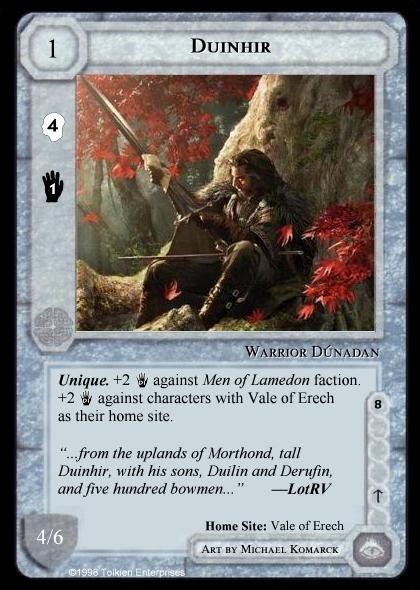 1
DUINHIR
4
1
WARRIOR DÚNADAN
Unique. +2 against Men of Lamedon faction.
+2 against characters with Vale of Erech
as their home site.
8
“...from the uplands of Morthond, tall
Duinhir, with his sons, Duilin and Derufin,
and five hundred bowmen...” —LotRV
Home Site: Vale of Erech
4/6
ART BY MICHAEL KOMARCK
©1998 Tolkien Enterprises